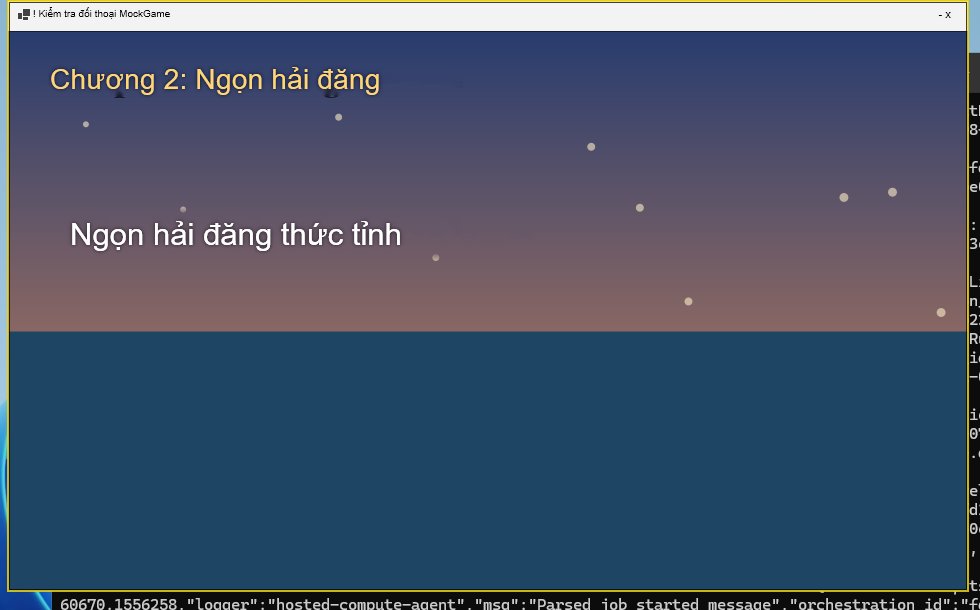 ! Kiểm tra đối thoại MockGame
- x
Chương 2: Ngọn hải đăng
Ngọn hải đăng thức tỉnh
60670.1556258,"logger":"hosted-compute-agent","msg":"Parsed job started message","orchestration_id":"f